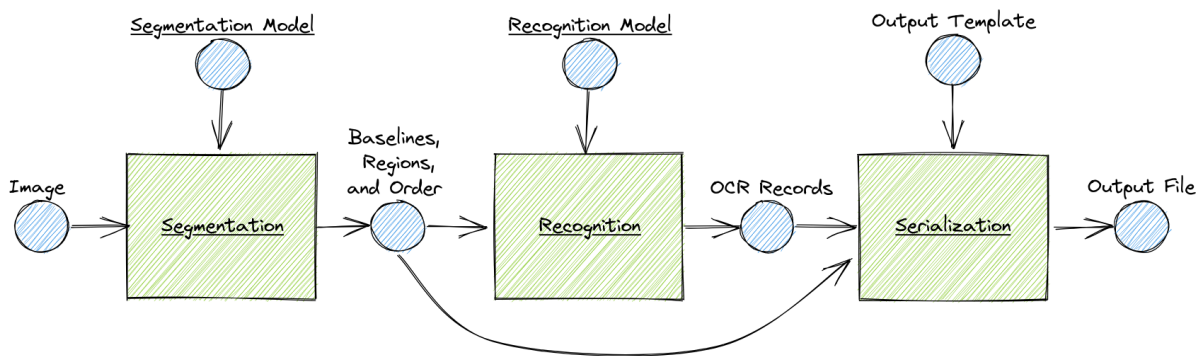 Segmentation Model
Recognition Model
Output Template
Image
Segmentation
Baselines,
Regions,
and Order
Recognition
OCR Records
Serialization
Output File